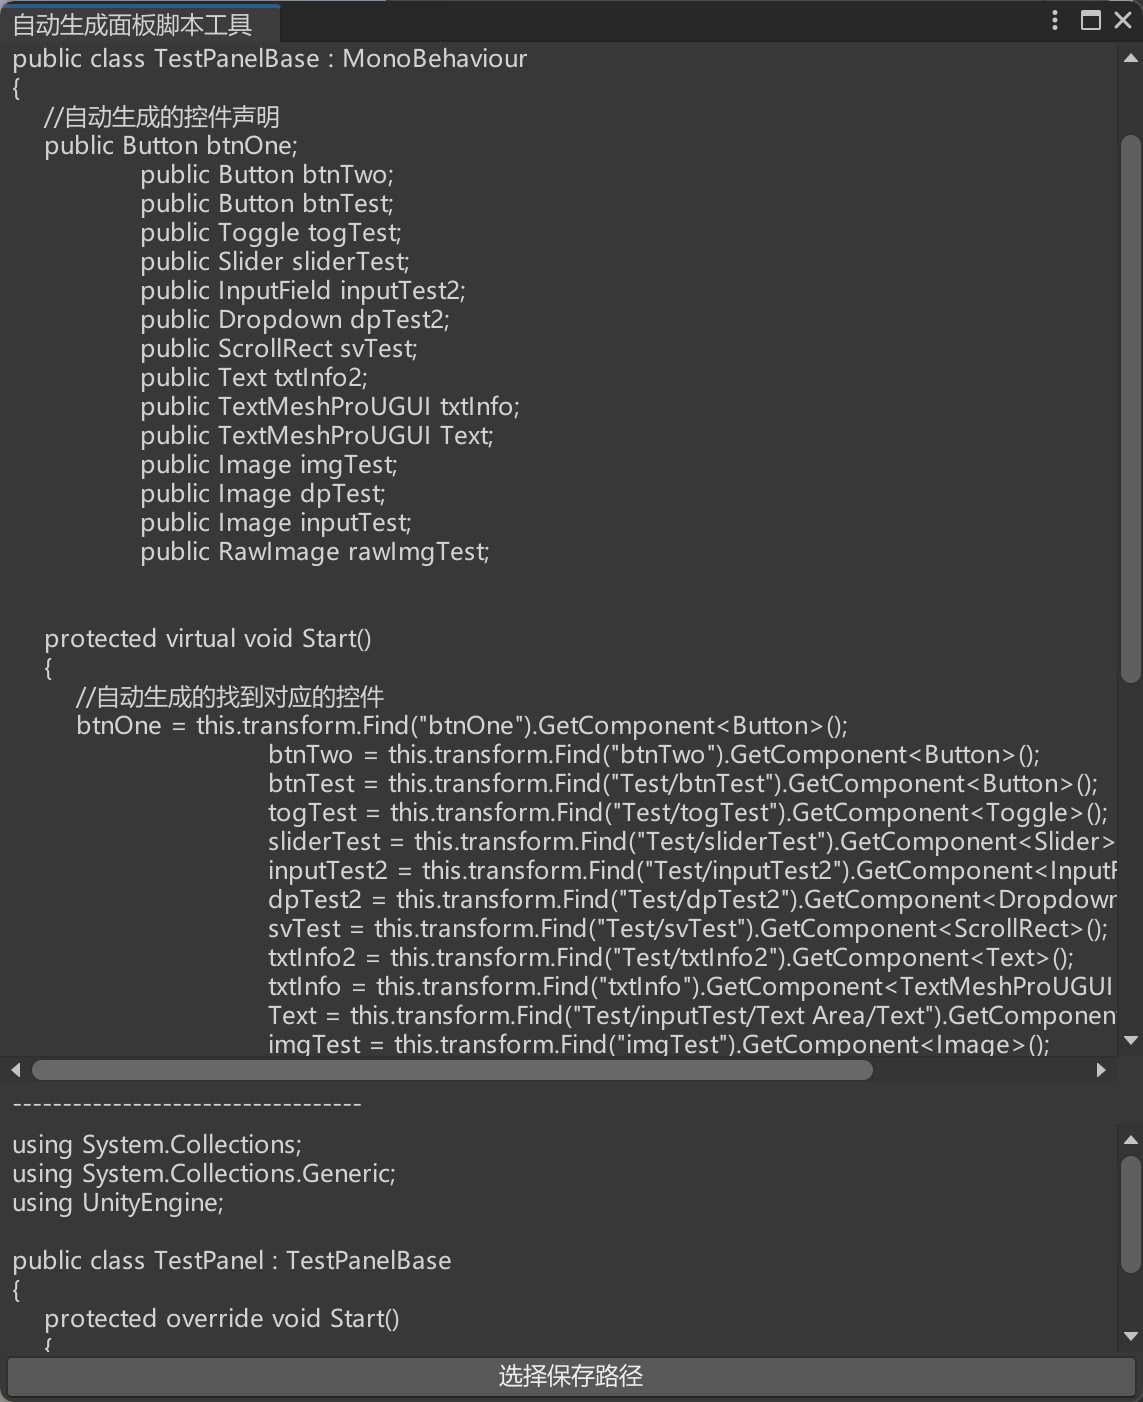 自动生成面板脚本工具
public class TestPanelBase : MonoBehaviour
{
//自动生成的控件声明
public Button btnOne;
public Button btnTwo;
public Button btnTest;
public Toggle togTest;
public Slider sliderTest;
public InputField inputTest2;
public Dropdown dpTest2;
public ScrollRect svTest;
public Text txtInfo2;
public TextMeshProUGUI txtInfo;
public TextMeshProUGUI Text;
public Image imgTest;
public Image dpTest;
public Image inputTest;
public RawImage rawImgTest;
protected virtual void Start()
{
//自动生成的找到对应的控件
btnOne = this.transform.Find("btnOne").GetComponent<Button>();
btnTwo = this.transform.Find("btnTwo").GetComponent<Button>();
btnTest = this.transform.Find("Test/btnTest").GetComponent<Button>();
togTest = this.transform.Find("Test/togTest").GetComponent<Toggle>();
sliderTest = this.transform.Find("Test/sliderTest").GetComponent<Slider>
inputTest2 = this.transform.Find("Test/inputTest2").GetComponent<InputF
dpTest2 = this.transform.Find("Test/dpTest2").GetComponent<Dropdown
svTest = this.transform.Find("Test/svTest").GetComponent<ScrollRect>();
txtInfo2 = this.transform.Find("Test/txtInfo2").GetComponent<Text>();
txtInfo = this.transform.Find("txtInfo").GetComponent<TextMeshProUGUI
Text = this.transform.Find("Test/inputTest/Text Area/Text").GetComponent
imgTest = this.transform.Find("imgTest").GetComponent<Image>();
-----------------------------------
using System.Collections;
using System.Collections.Generic;
using UnityEngine;
public class TestPanel : TestPanelBase
{
protected override void Start()
{
选择保存路径